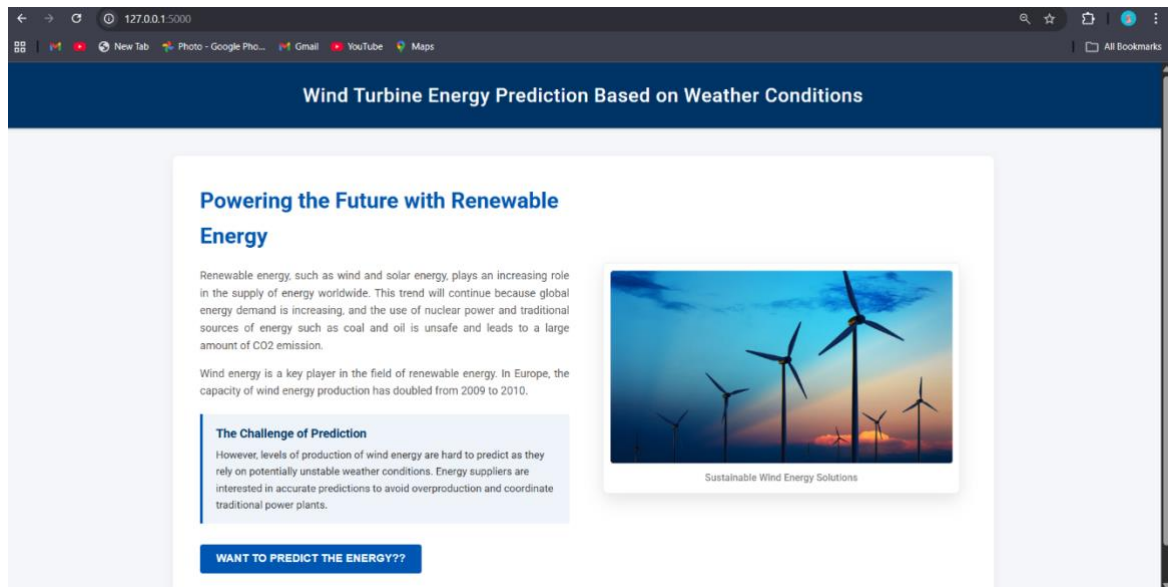 127.0.0.1:5000
New Tab
Photo - Google Pho...
Gmail
YouTube
Maps
All Bookmarks
Wind Turbine Energy Prediction Based on Weather Conditions
Powering the Future with Renewable
Energy
Renewable energy, such as wind and solar energy, plays an increasing role
in the supply of energy worldwide. This trend will continue because global
energy demand is increasing, and the use of nuclear power and traditional
sources of energy such as coal and oil is unsafe and leads to a large
amount of CO2 emission.
Wind energy is a key player in the field of renewable energy. In Europe, the
capacity of wind energy production has doubled from 2009 to 2010.
The Challenge of Prediction
However, levels of production of wind energy are hard to predict as they
rely on potentially unstable weather conditions. Energy suppliers are
interested in accurate predictions to avoid overproduction and coordinate
traditional power plants.
WANT TO PREDICT THE ENERGY??
Sustainable Wind Energy Solutions